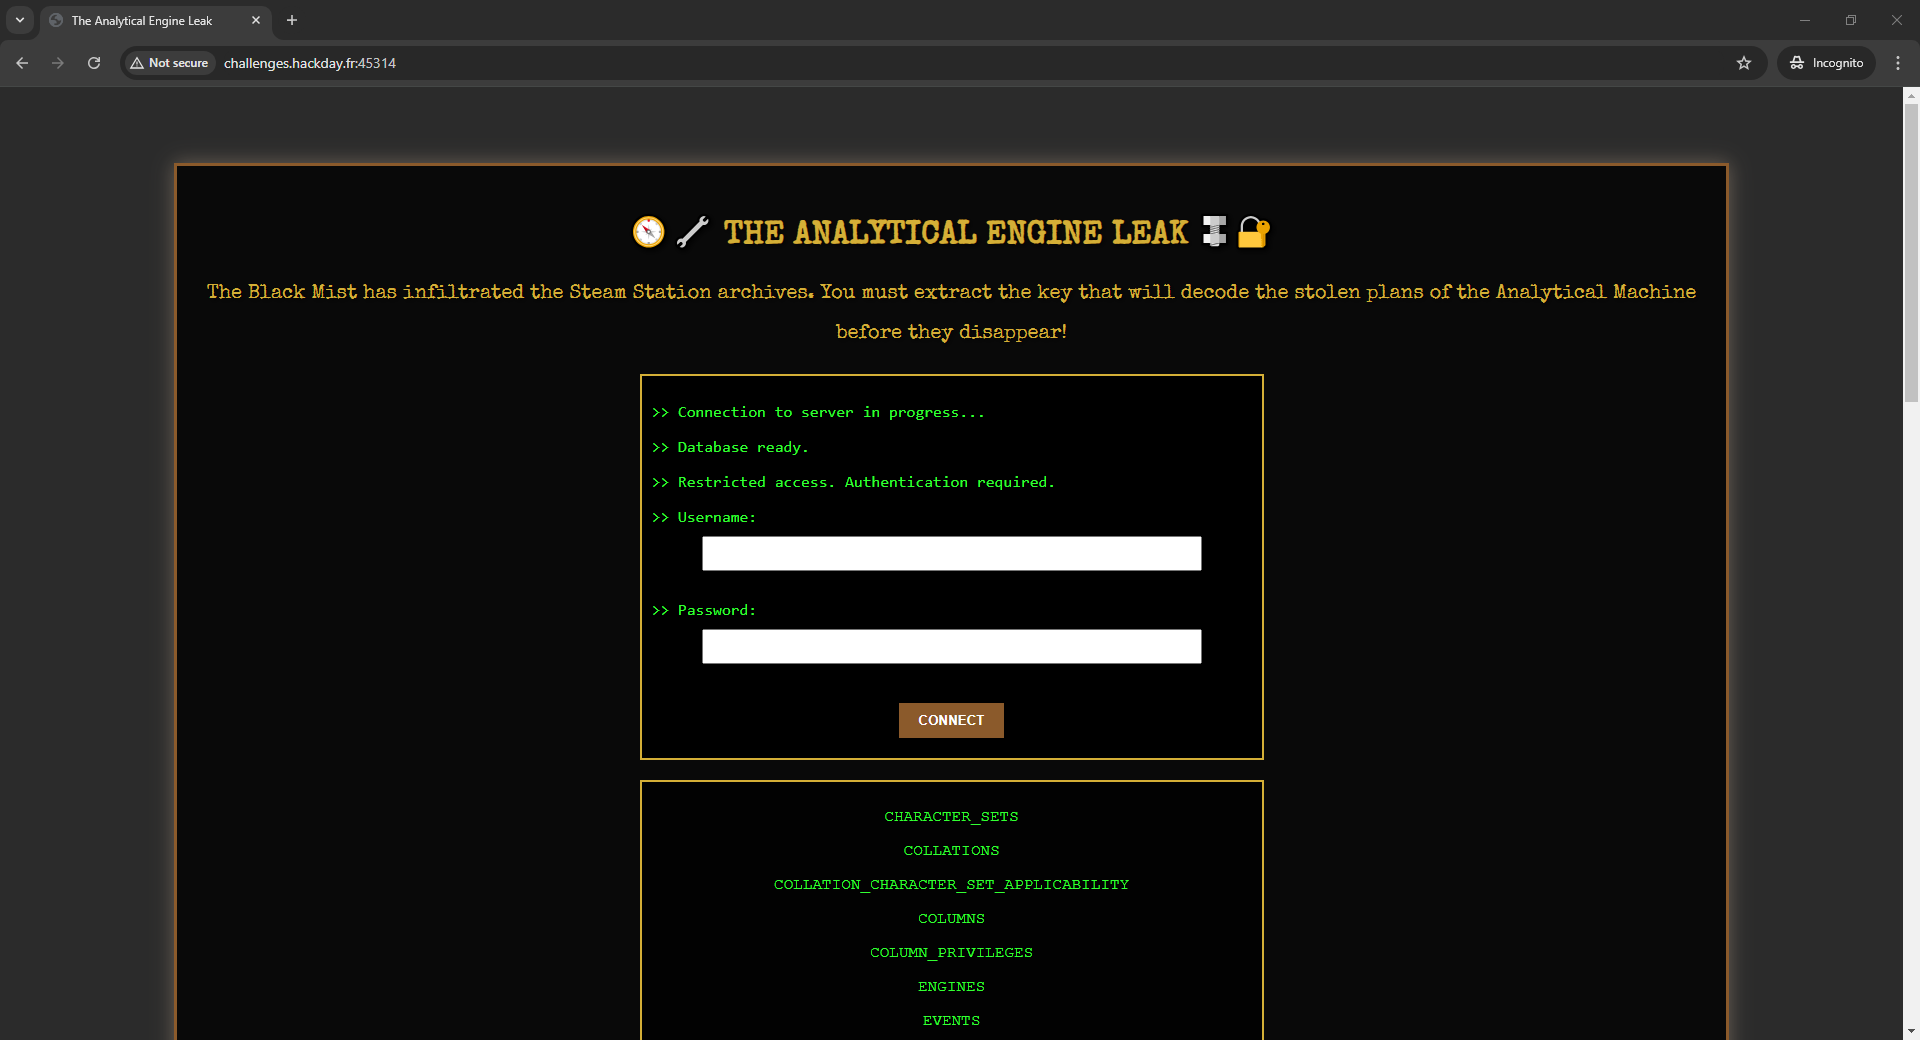 The Analytical Engine Leak
Not secure
challenges.hackday.fr:45314
Incognito
THE ANALYTICAL ENGINE LEAK
The Black Mist has infiltrated the Steam Station archives. You must extract the key that will decode the stolen plans of the Analytical Machine
before they disappear!
>> Connection to server in progress...
>> Database ready.
>> Restricted access. Authentication required.
>> Username:
>> Password:
CONNECT
CHARACTER_SETS
COLLATIONS
COLLATION_CHARACTER_SET_APPLICABILITY
COLUMNS
COLUMN_PRIVILEGES
ENGINES
EVENTS